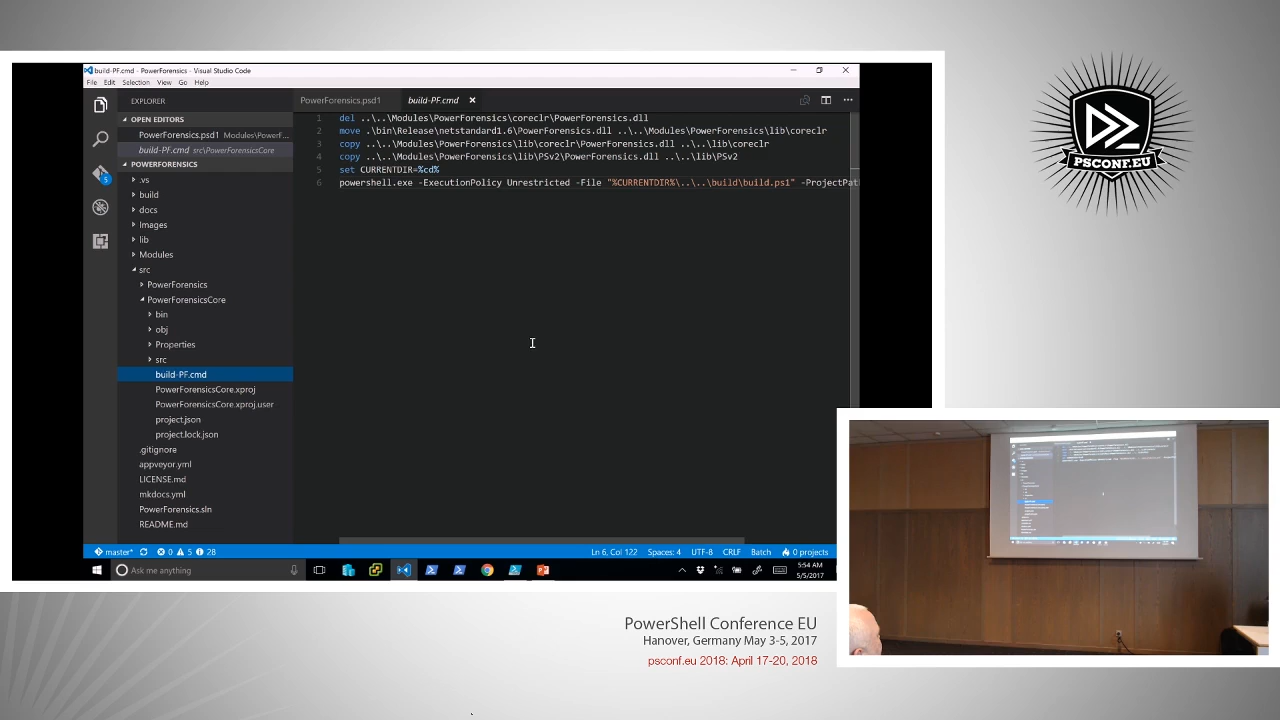 build-PF.cmd - PowerForensics - Visual Studio Code
File Edit Selection View Go Help
EXPLORER
OPEN EDITORS
PowerForensics.psd1 Modules\PowerF...
build-PF.cmd src\PowerForensicsCore
POWERFORENSICS
.vs
build
docs
Images
lib
Modules
src
PowerForensics
PowerForensicsCore
bin
obj
Properties
src
build-PF.cmd
PowerForensicsCore.xproj
PowerForensicsCore.xproj.user
project.json
project.lock.json
.gitignore
appveyor.yml
LICENSE.md
mkdocs.yml
PowerForensics.sln
README.md
5
PowerForensics.psd1 build-PF.cmd
1 del ..\..\Modules\PowerForensics\coreclr\PowerForensics.dll
2 move .\bin\Release\netstandard1.6\PowerForensics.dll ..\..\Modules\PowerForensics\lib\coreclr
3 copy ..\..\Modules\PowerForensics\lib\coreclr\PowerForensics.dll ..\..\lib\coreclr
4 copy ..\..\Modules\PowerForensics\lib\PSv2\PowerForensics.dll ..\..\lib\PSv2
5 set CURRENTDIR=%cd%
6 powershell.exe -ExecutionPolicy Unrestricted -File "%CURRENTDIR%\..\..\build\build.ps1" -ProjectPat
master* 0 5 28 Ln 6, Col 122 Spaces: 4 UTF-8 CRLF Batch 0 projects
Ask me anything
5:54 AM
5/5/2017
PSCONF.EU
PowerShell Conference EU
Hanover, Germany May 3-5, 2017
psconf.eu 2018: April 17-20, 2018